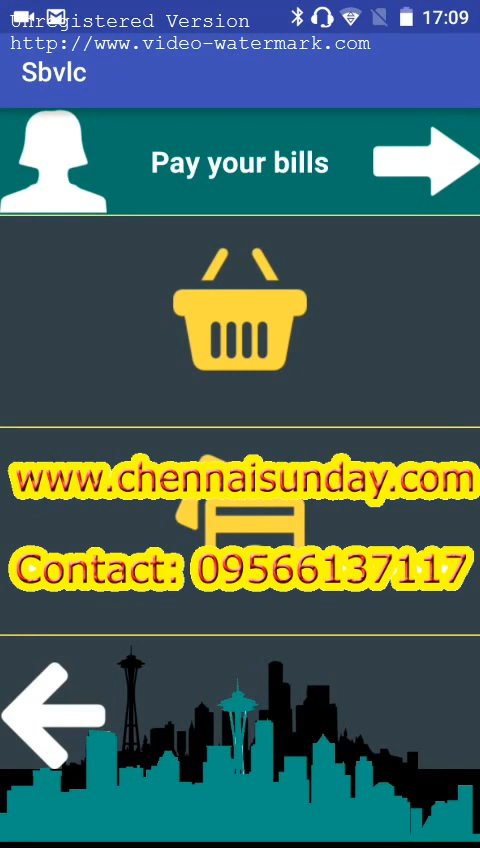 Unregistered Version
17:09
http://www.video-watermark.com
Sbvlc
Pay your bills
www.chennaisunday.com
Contact: 09566137117